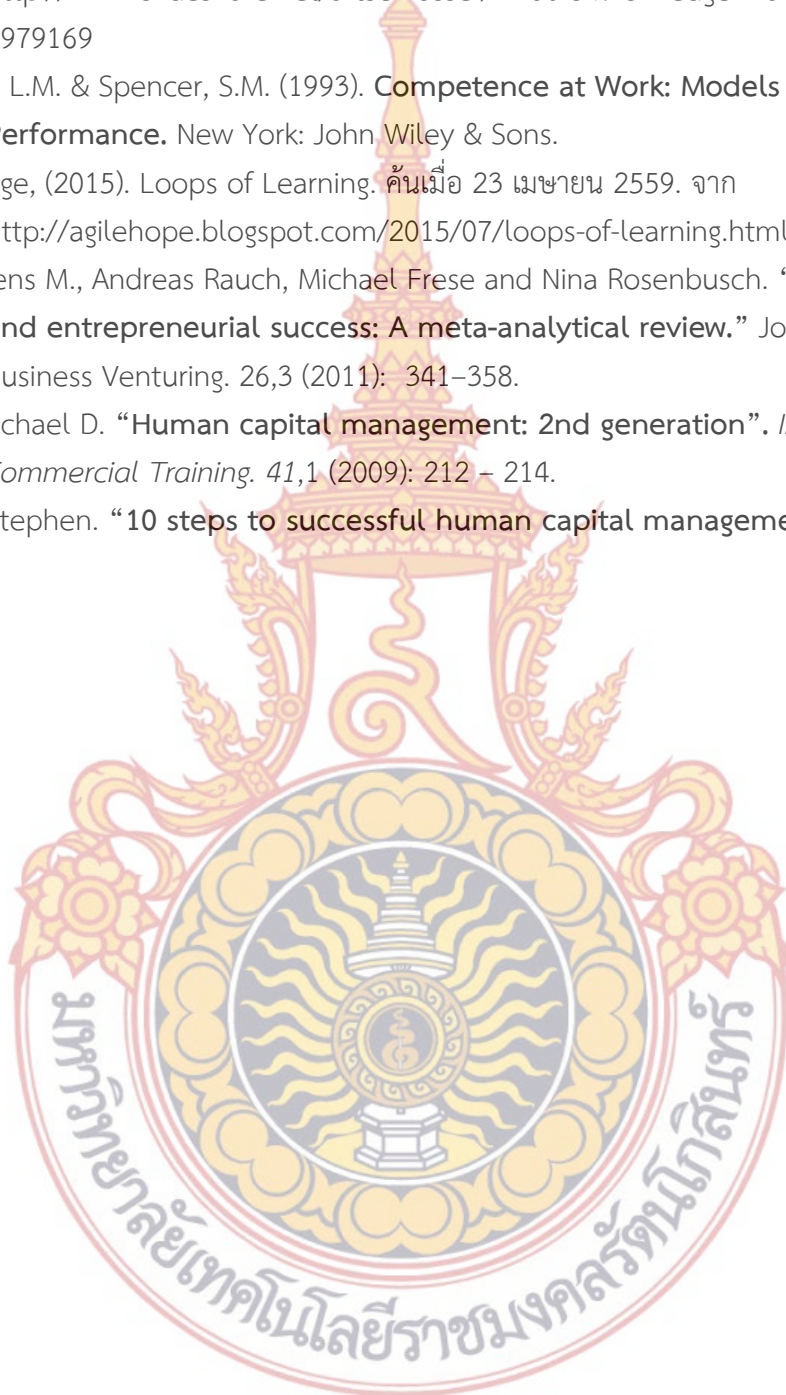 979169
L.M. & Spencer, S.M. (1993). Competence at Work: Models
Performance. New York: John Wiley & Sons.
ge, (2015). Loops of Learning. ค้นเมื่อ 23 เมษายน 2559. จาก
ttp://agilehope.blogspot.com/2015/07/loops-of-learning.html
ens M., Andreas Rauch, Michael Frese and Nina Rosenbusch. “
nd entrepreneurial success: A meta-analytical review.” Jo
usiness Venturing. 26,3 (2011): 341–358.
chael D. “Human capital management: 2nd generation”.
Commercial Training. 41,1 (2009): 212 – 214.
tephen. “10 steps to successful human capital manageme
มหาวิทยาลัยเทคโนโลยีราชมงคลรัตนโกสินทร์